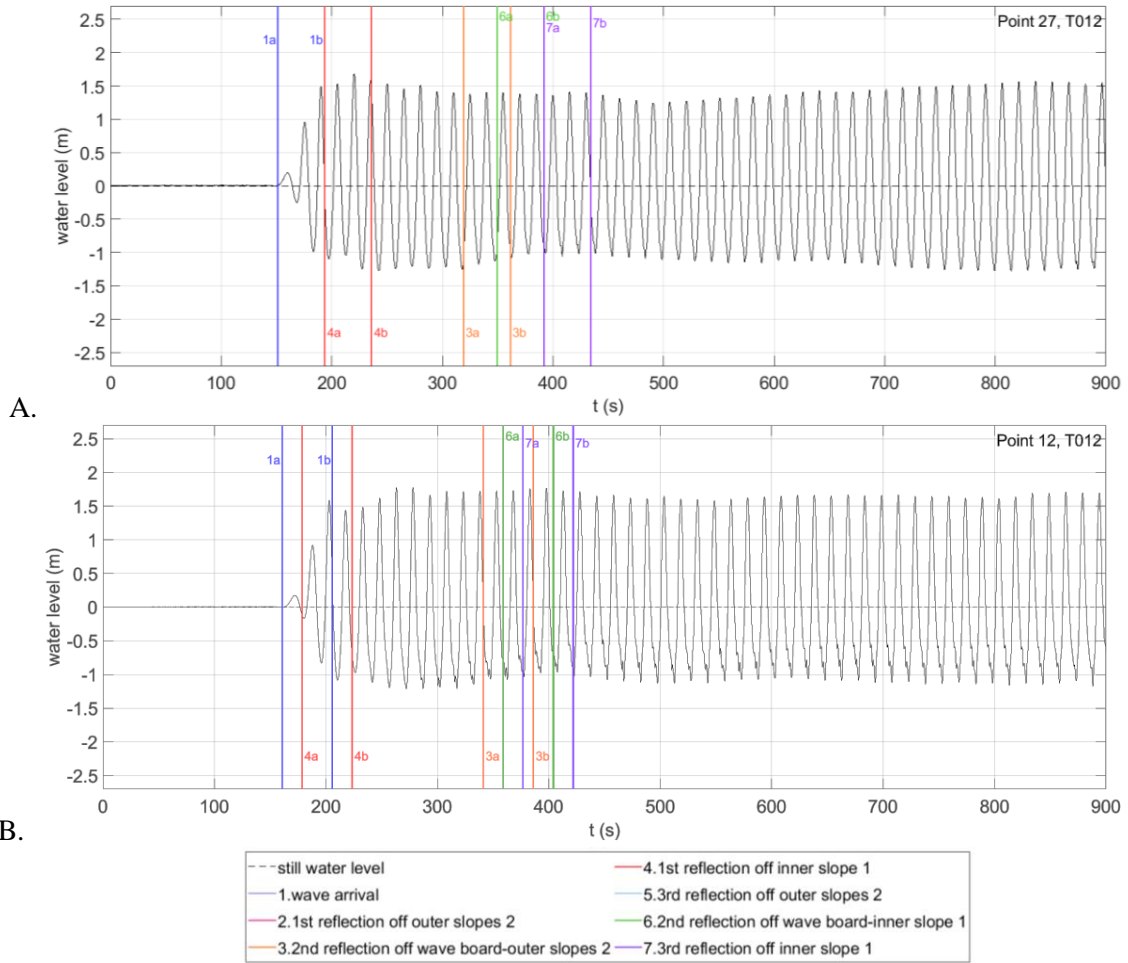 2.5
2
1.5
1
0.5
0
-0.5
-1
-1.5
-2
-2.5
water level (m)
1a
1b
6a
6b
7a
7b
Point 27, T012
4a
4b
3a
3b
0 100 200 300 400 500 600 700 800 900
t (s)
A.
2.5
2
1.5
1
0.5
0
-0.5
-1
-1.5
-2
-2.5
water level (m)
1a
1b
6a
7a
6b
7b
Point 12, T012
4a
4b
3a
3b
0 100 200 300 400 500 600 700 800 900
t (s)
B.
still water level
1.wave arrival
2.1st reflection off outer slopes 2
3.2nd reflection off wave board-outer slopes 2
4.1st reflection off inner slope 1
5.3rd reflection off outer slopes 2
6.2nd reflection off wave board-inner slope 1
7.3rd reflection off inner slope 1